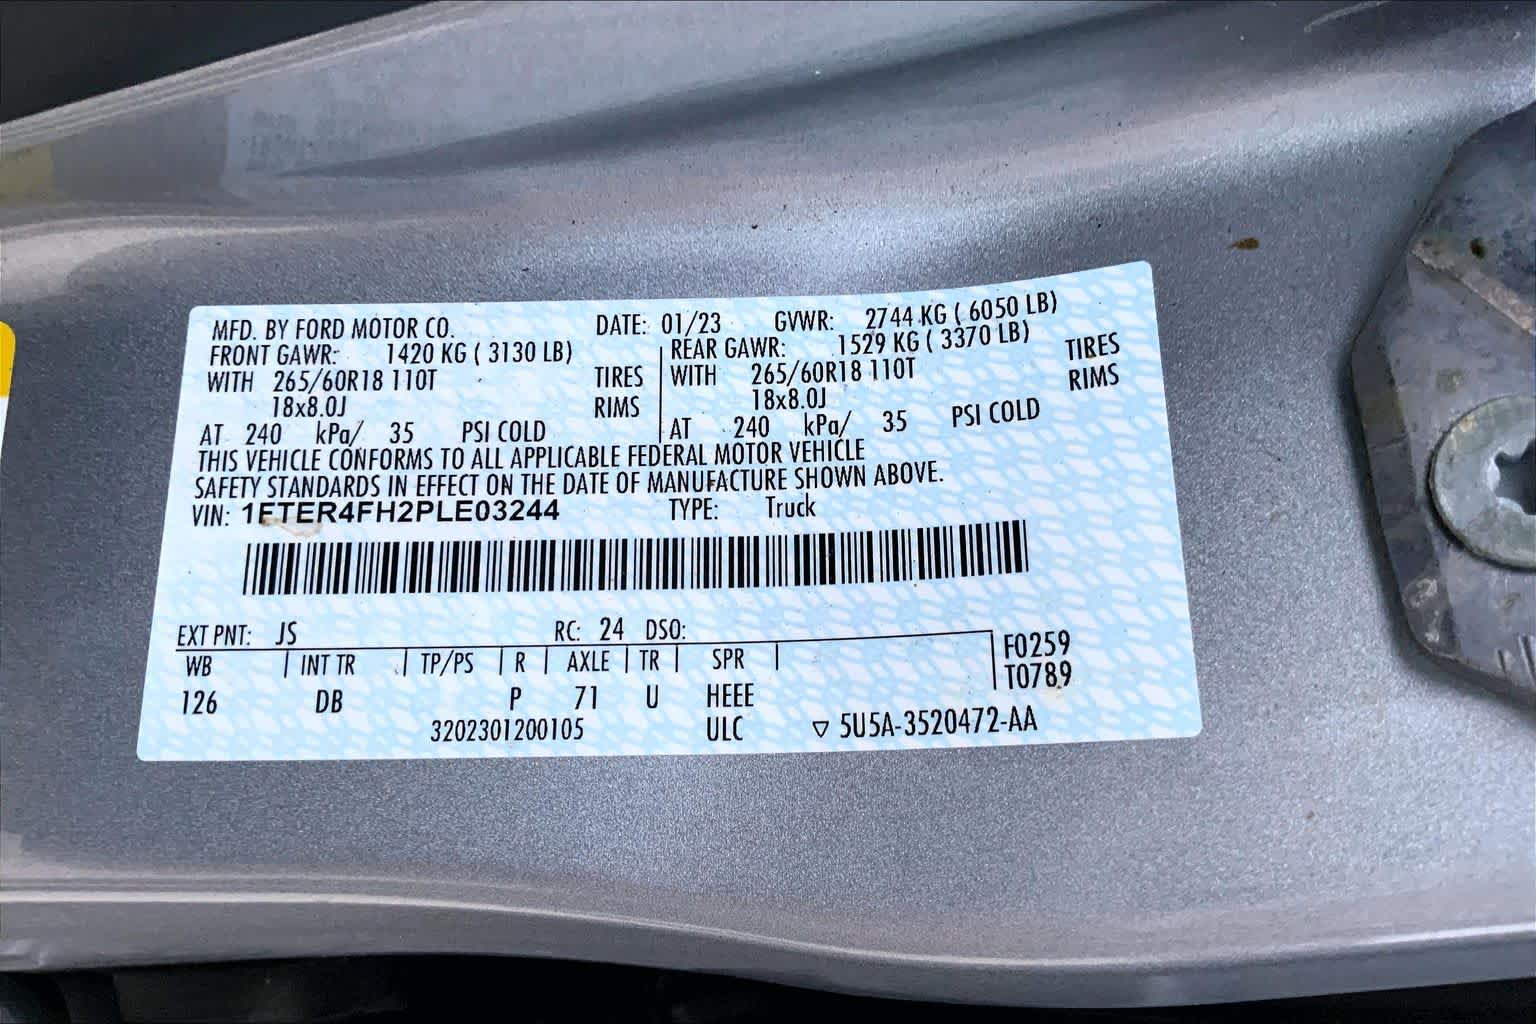 MFD. BY FORD MOTOR CO. DATE: 01/23 GVWR: 2744 KG ( 6050 LB)
FRONT GAWR: 1420 KG ( 3130 LB) REAR GAWR: 1529 KG ( 3370 LB)
WITH 265/60R18 110T TIRES WITH 265/60R18 110T TIRES
18x8.0J RIMS 18x8.0J RIMS
AT 240 kPa/ 35 PSI COLD AT 240 kPa/ 35 PSI COLD
THIS VEHICLE CONFORMS TO ALL APPLICABLE FEDERAL MOTOR VEHICLE
SAFETY STANDARDS IN EFFECT ON THE DATE OF MANUFACTURE SHOWN ABOVE.
VIN: 1FTER4FH2PLE03244 TYPE: Truck
EXT PNT: JS RC: 24 DSO:
WB INT TR TP/PS R AXLE TR SPR F0259
126 DB P 71 U HEEE T0789
3202301200105 ULC ▽ 5U5A-3520472-AA